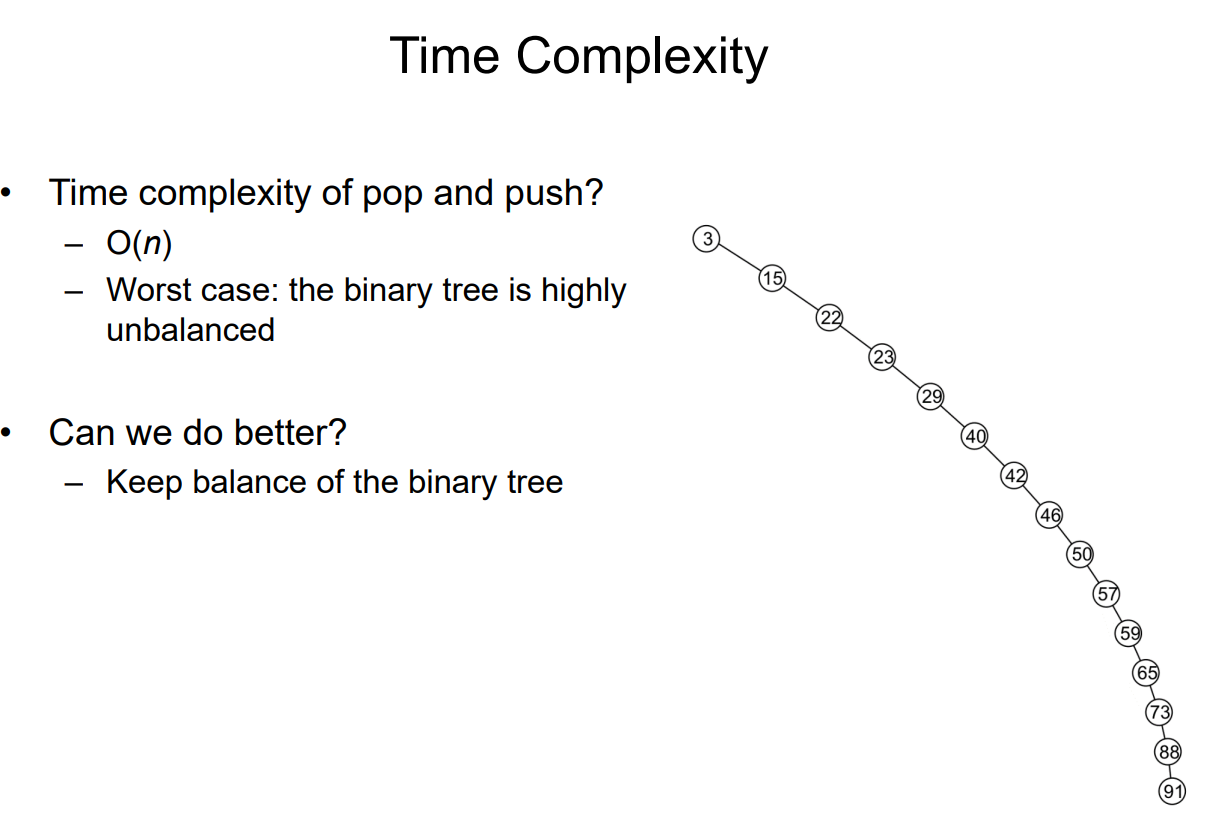 Time Complexity
• Time complexity of pop and push?
– O(n)
– Worst case: the binary tree is highly
unbalanced
• Can we do better?
– Keep balance of the binary tree
3
15
22
23
29
40
42
46
50
57
59
65
73
88
91